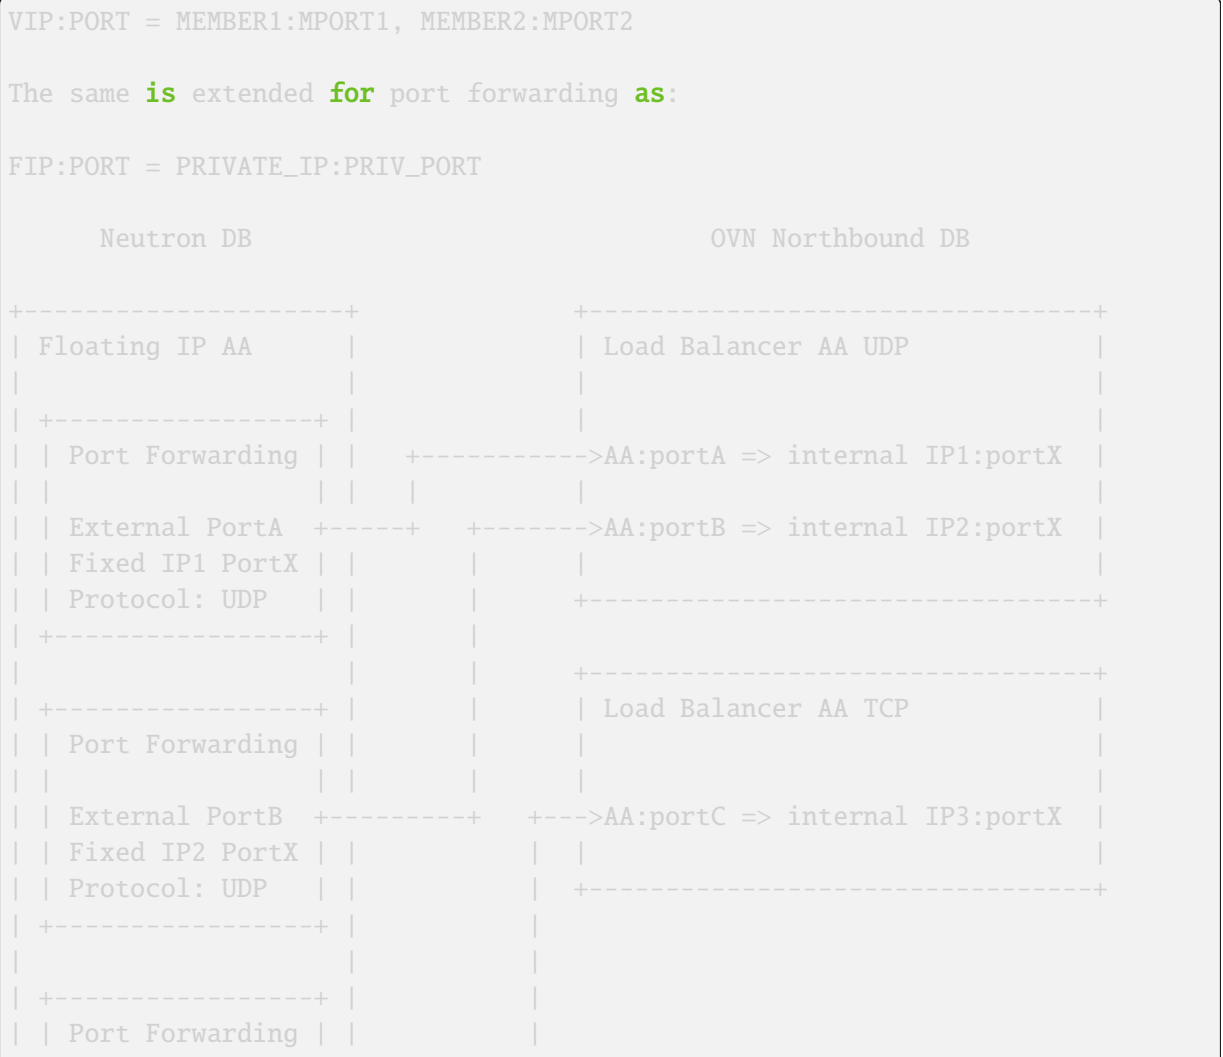 VIP:PORT = MEMBER1:MPORT1, MEMBER2:MPORT2
The same is extended for port forwarding as:
FIP:PORT = PRIVATE_IP:PRIV_PORT
      Neutron DB                              OVN Northbound DB
+---------------------+              +---------------------------------+
| Floating IP AA      |              | Load Balancer AA UDP            |
|                     |              |                                 |
| +-----------------+ |              |                                 |
| | Port Forwarding | |   +----------->AA:portA => internal IP1:portX  |
| |                 | |   |          |                                 |
| | External PortA  +-----+   +------->AA:portB => internal IP2:portX  |
| | Fixed IP1 PortX | |       |      |                                 |
| | Protocol: UDP   | |       |      +---------------------------------+
| +-----------------+ |       |
|                     |       |      +---------------------------------+
| +-----------------+ |       |      | Load Balancer AA TCP            |
| | Port Forwarding | |       |      |                                 |
| |                 | |       |      |                                 |
| | External PortB  +---------+   +--->AA:portC => internal IP3:portX  |
| | Fixed IP2 PortX | |           |  |                                 |
| | Protocol: UDP   | |           |  +---------------------------------+
| +-----------------+ |           |
|                     |           |
| +-----------------+ |           |
| | Port Forwarding | |           |